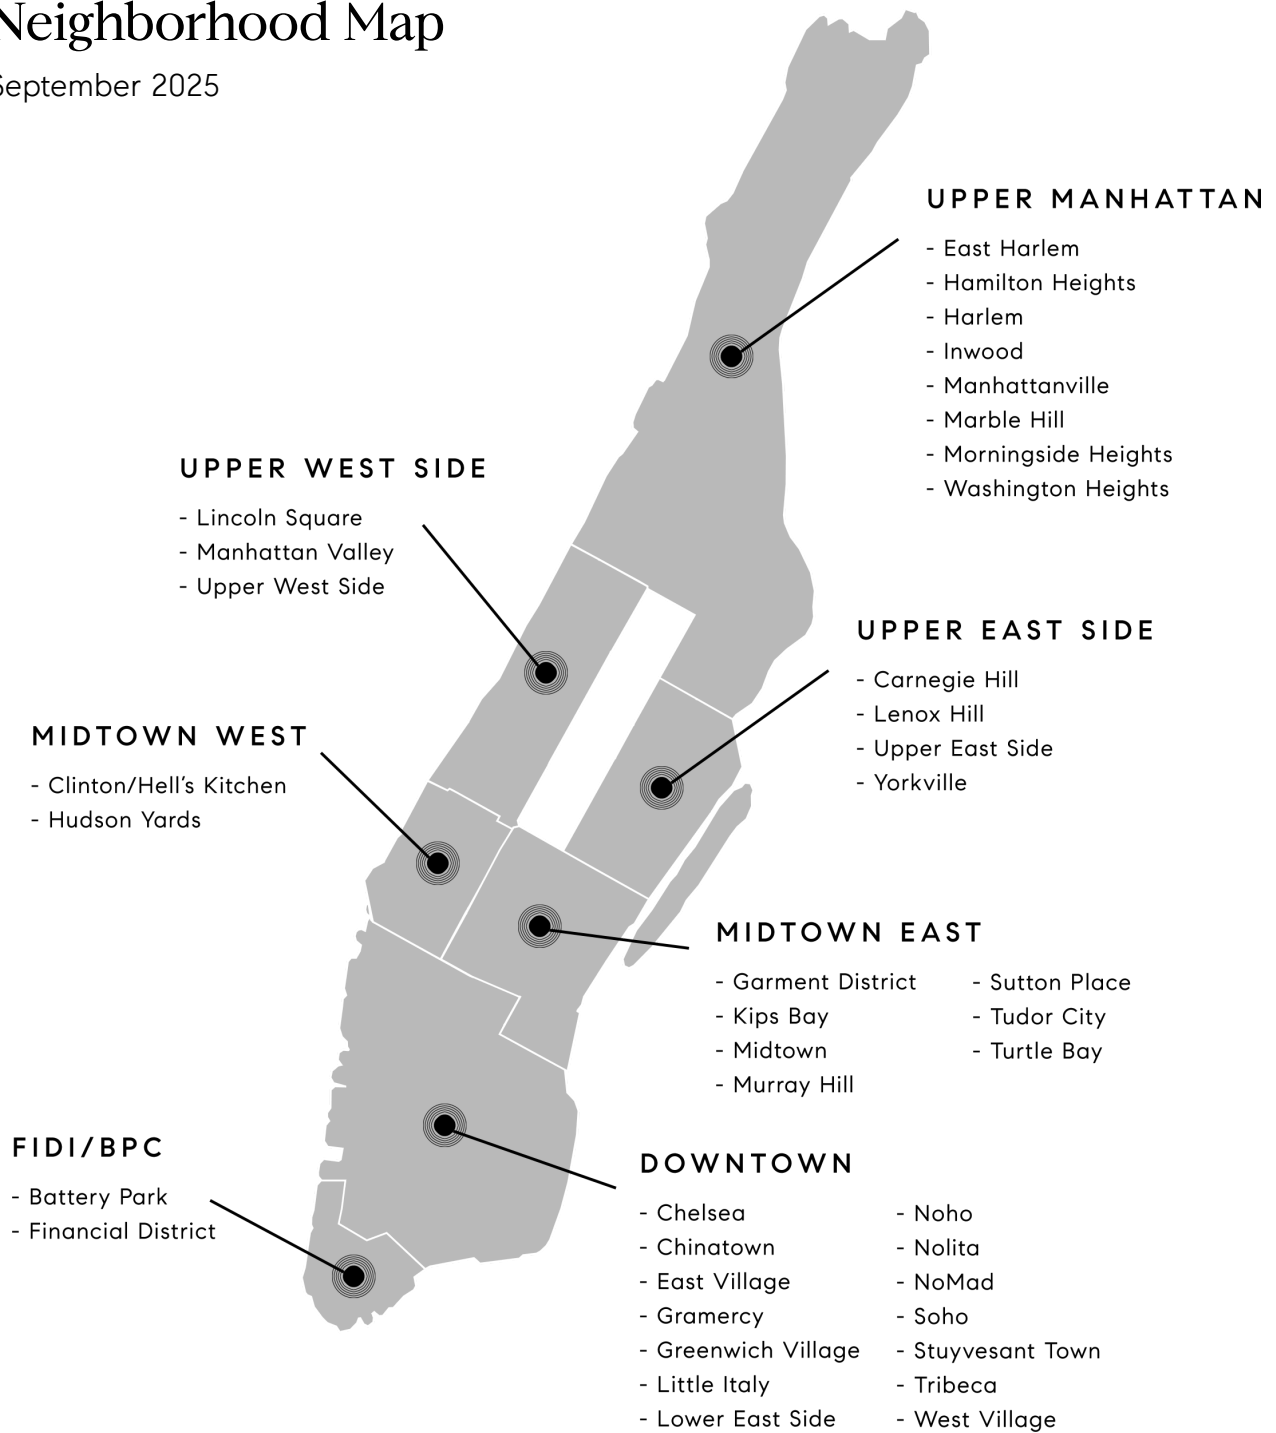 Neighborhood Map
September 2025
UPPER MANHATTAN
- East Harlem
- Hamilton Heights
- Harlem
- Inwood
- Manhattanville
- Marble Hill
- Morningside Heights
- Washington Heights
UPPER WEST SIDE
- Lincoln Square
- Manhattan Valley
- Upper West Side
UPPER EAST SIDE
- Carnegie Hill
- Lenox Hill
- Upper East Side
- Yorkville
MIDTOWN WEST
- Clinton/Hell's Kitchen
- Hudson Yards
MIDTOWN EAST
- Garment District
- Kips Bay
- Midtown
- Murray Hill
- Sutton Place
- Tudor City
- Turtle Bay
FIDI/BPC
- Battery Park
- Financial District
DOWNTOWN
- Chelsea
- Chinatown
- East Village
- Gramercy
- Greenwich Village
- Little Italy
- Lower East Side
- Noho
- Nolita
- NoMad
- Soho
- Stuyvesant Town
- Tribeca
- West Village